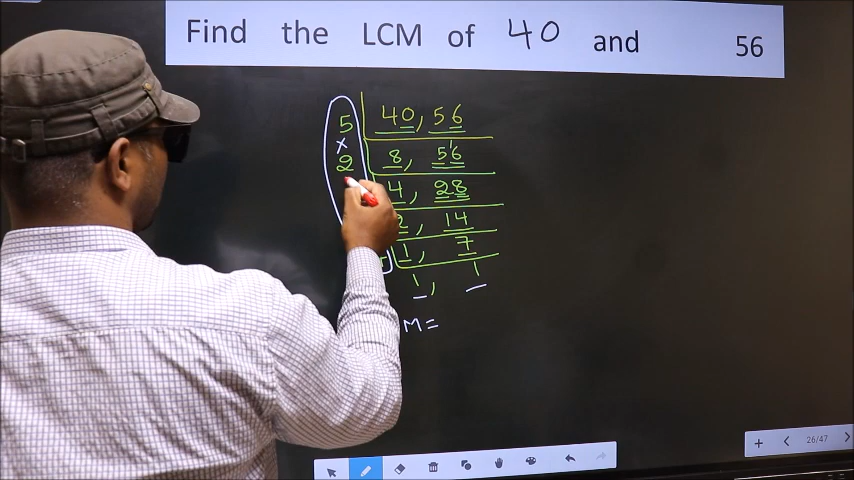 Find the LCM of 40 and 56
5 40, 56
×
2 8, 56
4, 28
2, 14
1, 7
1, 1
M =
26/47